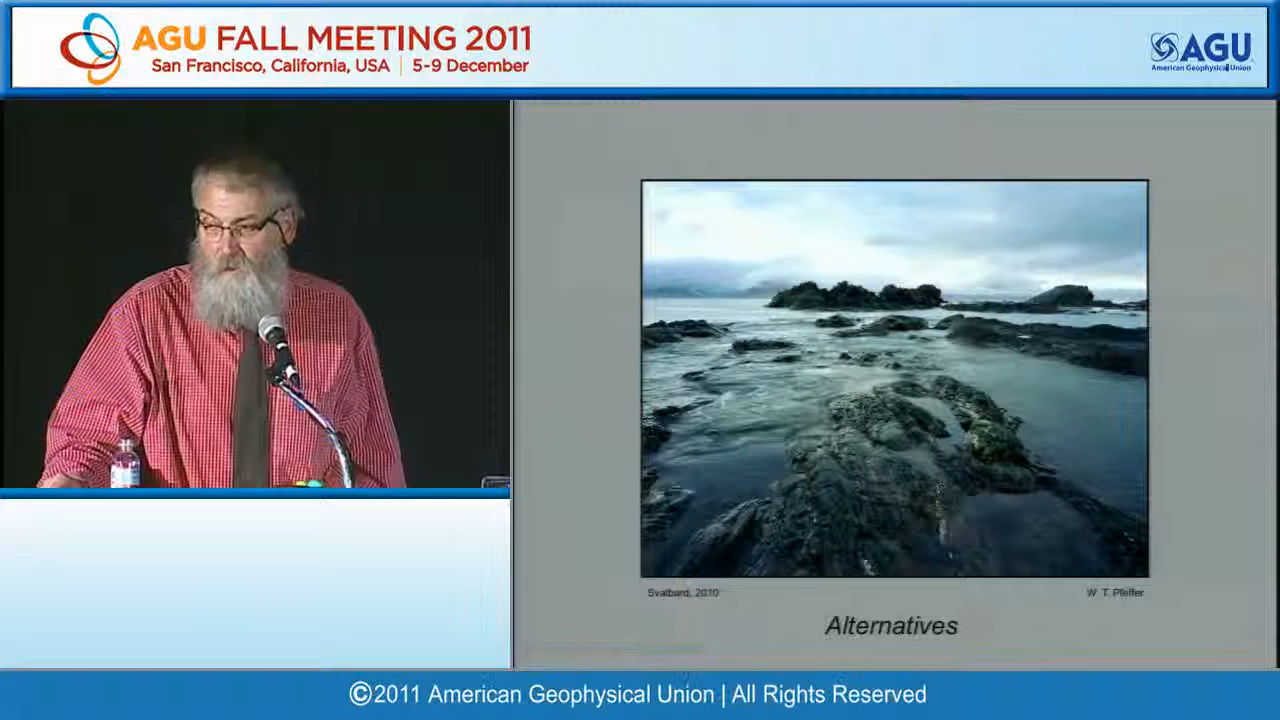 AGU FALL MEETING 2011
San Francisco, California, USA | 5-9 December
AGU
American Geophysical Union
Svalbard, 2010
W. T. Pfeffer
Alternatives
©2011 American Geophysical Union | All Rights Reserved